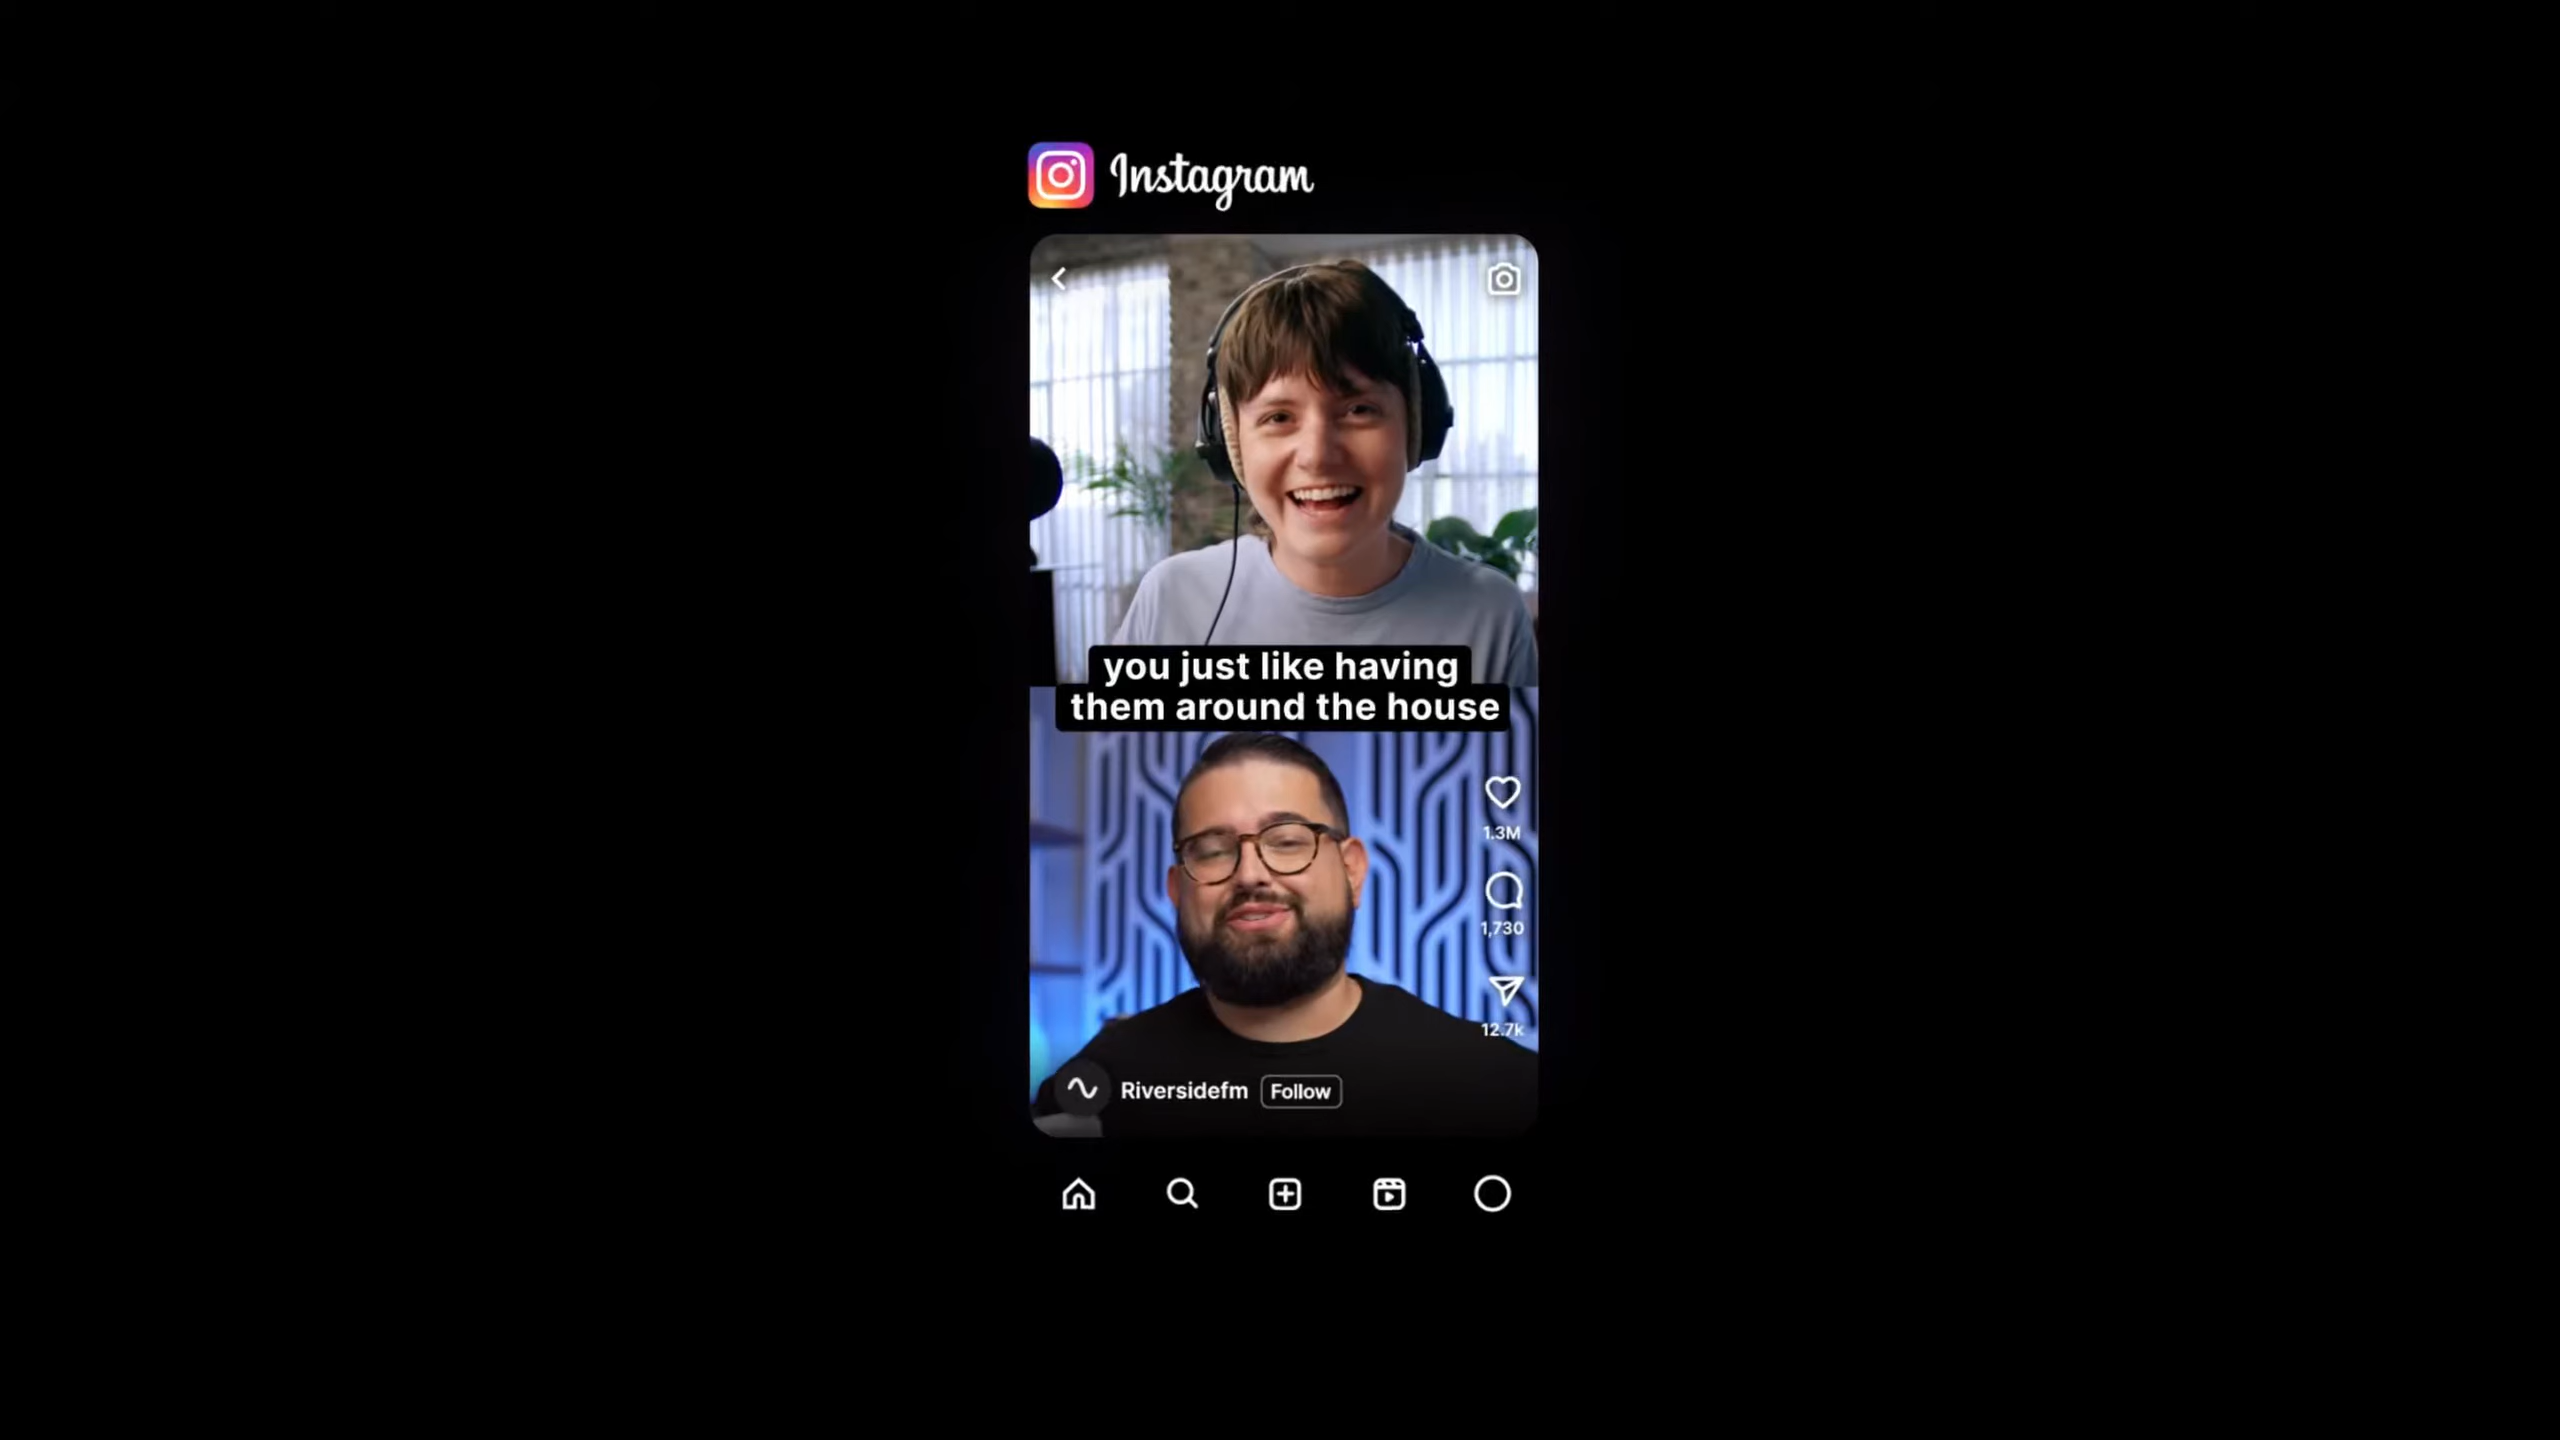 Instagram
you just like having
them around the house
1.3M
1,730
12.7k
Riversidefm Follow